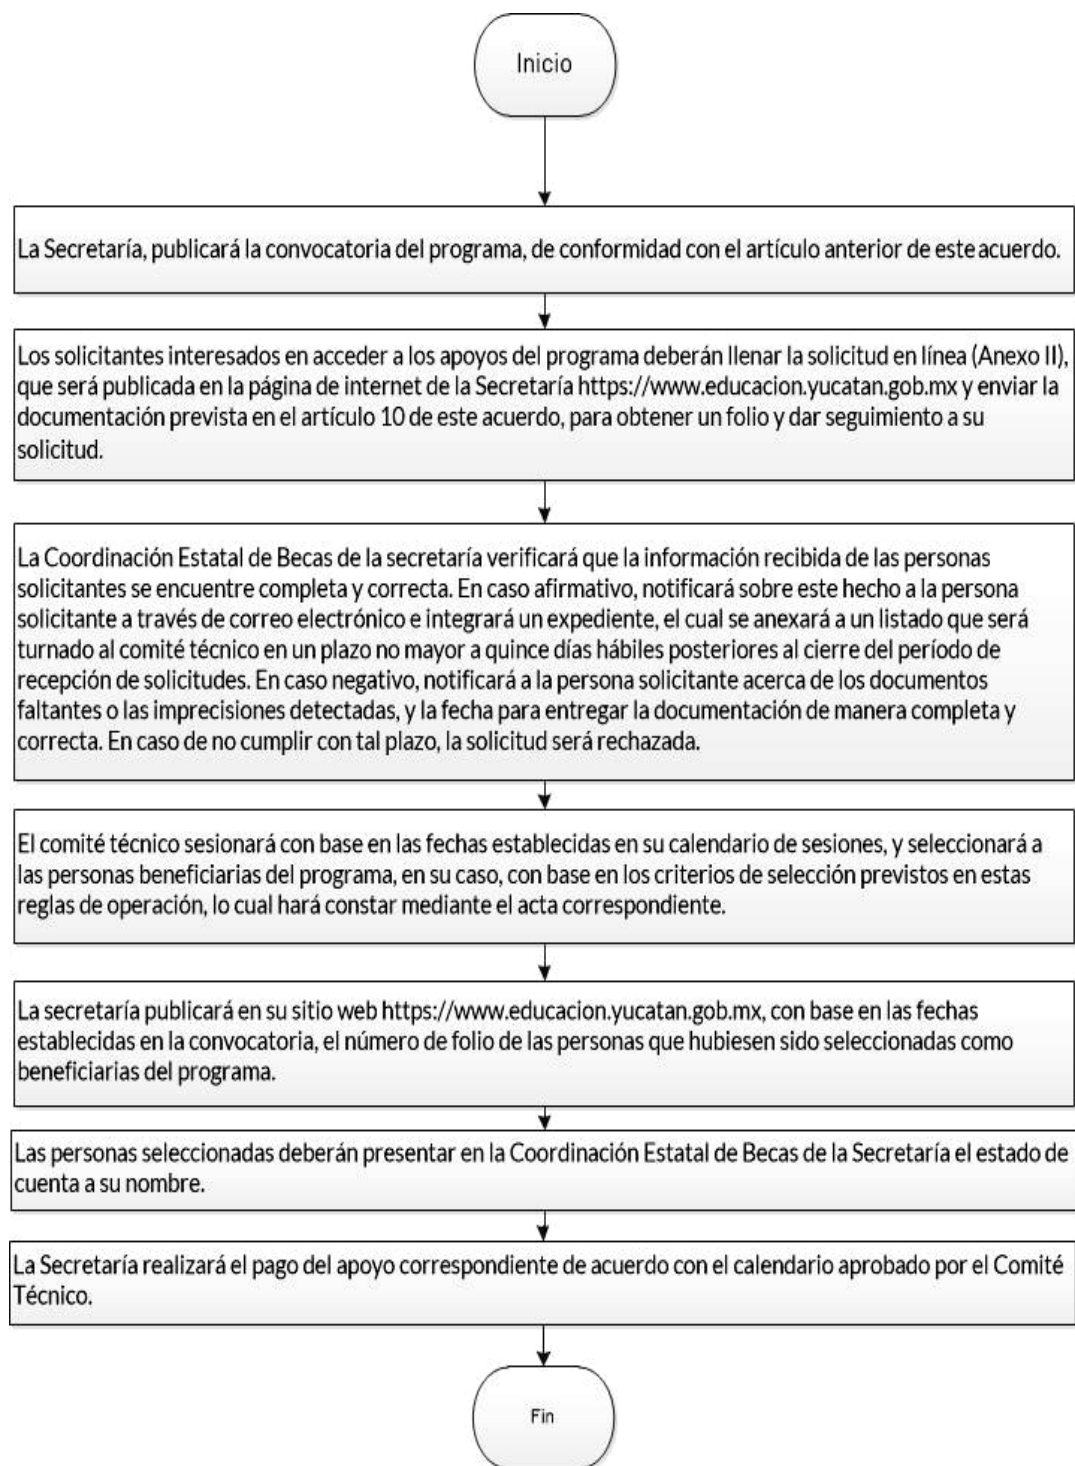 Inicio
La Secretaría, publicará la convocatoria del programa, de conformidad con el artículo anterior de este acuerdo.
Los solicitantes interesados en acceder a los apoyos del programa deberán llenar la solicitud en línea (Anexo II),
que será publicada en la página de internet de la Secretaría https://www.educacion.yucatan.gob.mx y enviar la
documentación prevista en el artículo 10 de este acuerdo, para obtener un folio y dar seguimiento a su
solicitud.
La Coordinación Estatal de Becas de la secretaría verificará que la información recibida de las personas
solicitantes se encuentre completa y correcta. En caso afirmativo, notificará sobre este hecho a la persona
solicitante a través de correo electrónico e integrará un expediente, el cual se anexará a un listado que será
turnado al comité técnico en un plazo no mayor a quince días hábiles posteriores al cierre del período de
recepción de solicitudes. En caso negativo, notificará a la persona solicitante acerca de los documentos
faltantes o las imprecisiones detectadas, y la fecha para entregar la documentación de manera completa y
correcta. En caso de no cumplir con tal plazo, la solicitud será rechazada.
El comité técnico sesionará con base en las fechas establecidas en su calendario de sesiones, y seleccionará a
las personas beneficiarias del programa, en su caso, con base en los criterios de selección previstos en estas
reglas de operación, lo cual hará constar mediante el acta correspondiente.
La secretaría publicará en su sitio web https://www.educacion.yucatan.gob.mx, con base en las fechas
establecidas en la convocatoria, el número de folio de las personas que hubiesen sido seleccionadas como
beneficiarias del programa.
Las personas seleccionadas deberán presentar en la Coordinación Estatal de Becas de la Secretaría el estado de
cuenta a su nombre.
La Secretaría realizará el pago del apoyo correspondiente de acuerdo con el calendario aprobado por el Comité
Técnico.
Fin